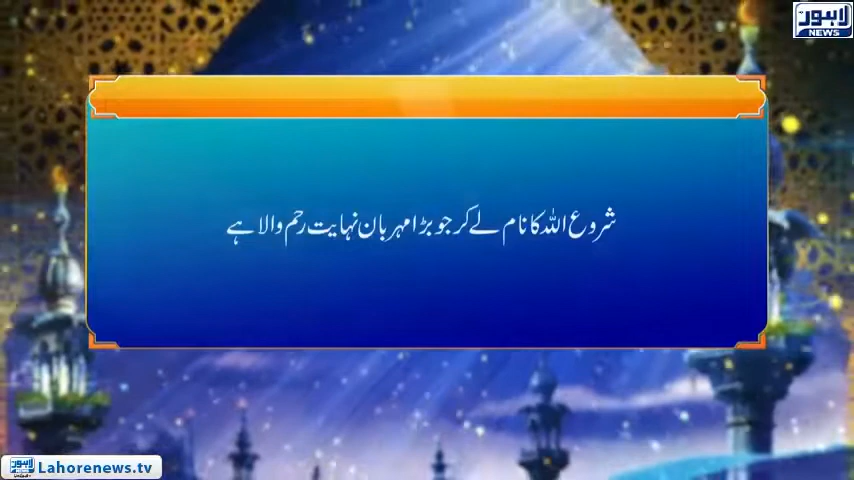 لاہور
NEWS
شروع اللہ کا نام لے کر جو بڑا مہربان نہایت رحم والا ہے
لاہور Lahorenews.tv